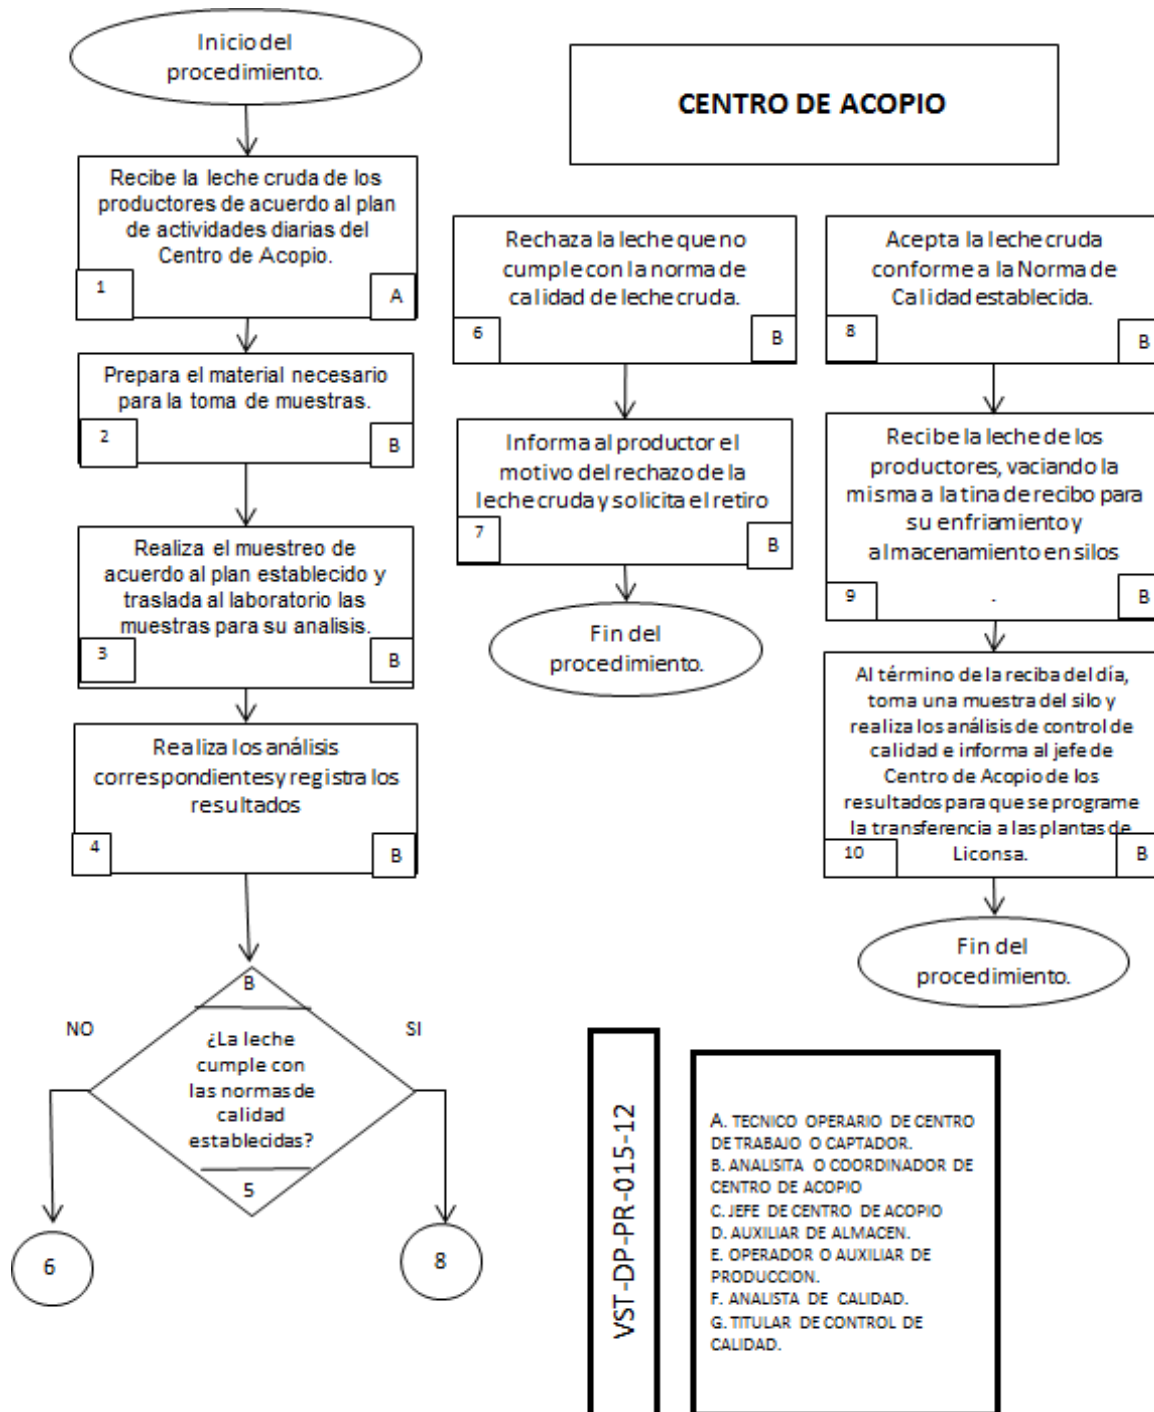 Inicio del
procedimiento.
Recibe la leche cruda de los
productores de acuerdo al plan
de actividades diarias del
Centro de Acopio.
1
A
Prepara el material necesario
para la toma de muestras.
2
B
Realiza el muestreo de
acuerdo al plan establecido y
traslada al laboratorio las
muestras para su analisis.
3
B
Realiza los análisis
correspondientes y registra los
resultados
4
B
B
¿La leche
cumple con
las normas de
calidad
establecidas?
5
NO
SI
6
8
CENTRO DE ACOPIO
Rechaza la leche que no
cumple con la norma de
calidad de leche cruda.
6
B
Informa al productor el
motivo del rechazo de la
leche cruda y solicita el retiro
7
B
Fin del
procedimiento.
Acepta la leche cruda
conforme a la Norma de
Calidad establecida.
8
B
Recibe la leche de los
productores, vaciando la
misma a la tina de recibo para
su enfriamiento y
almacenamiento en silos
.
9
B
Al término de la reciba del día,
toma una muestra del silo y
realiza los análisis de control de
calidad e informa al jefe de
Centro de Acopio de los
resultados para que se programe
la transferencia a las plantas de
Liconsa.
10
B
Fin del
procedimiento.
VST-DP-PR-015-12
A. TECNICO OPERARIO DE CENTRO
DE TRABAJO O CAPTADOR.
B. ANALISITA O COORDINADOR DE
CENTRO DE ACOPIO
C. JEFE DE CENTRO DE ACOPIO
D. AUXILIAR DE ALMACEN.
E. OPERADOR O AUXILIAR DE
PRODUCCION.
F. ANALISTA DE CALIDAD.
G. TITULAR DE CONTROL DE
CALIDAD.